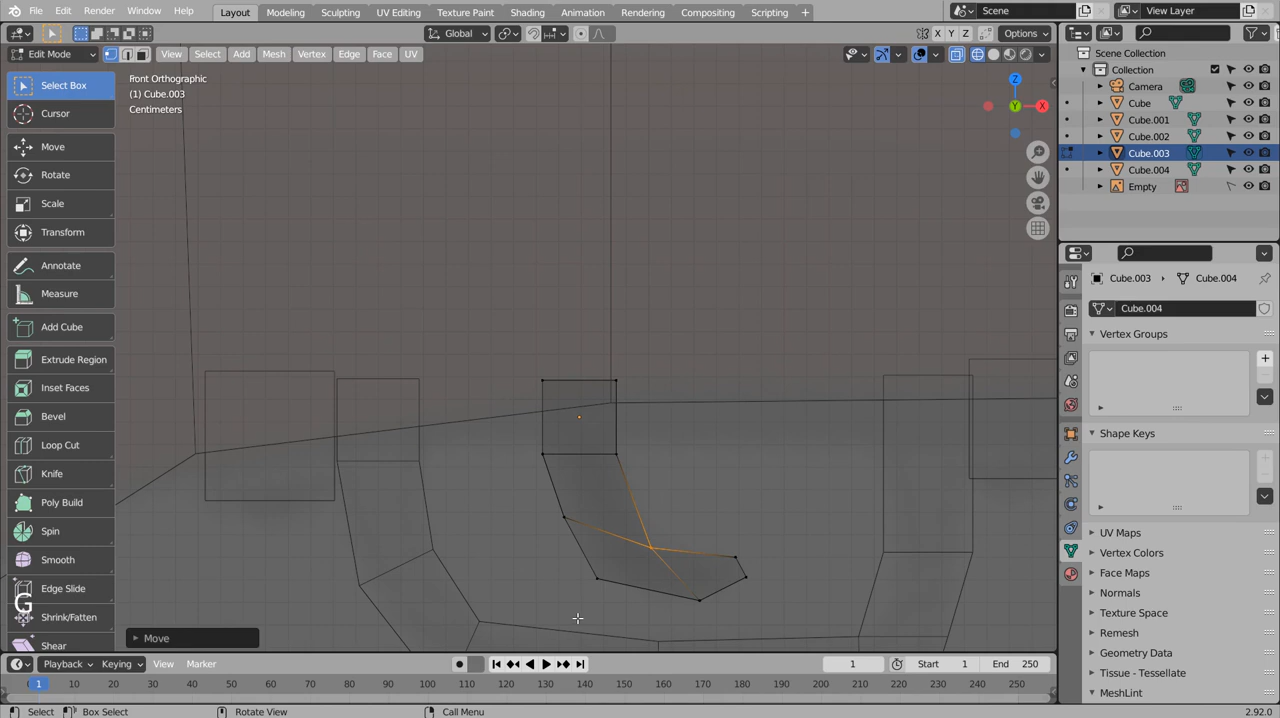 File Edit Render Window Help Layout Modeling Sculpting UV Editing Texture Paint Shading Animation Rendering Compositing Scripting + Scene View Layer
Global X Y Z Options
Edit Mode View Select Add Mesh Vertex Edge Face UV
Front Orthographic
(1) Cube.003
Centimeters
Z
Y
X
Select Box
Cursor
Move
Rotate
Scale
Transform
Annotate
Measure
Add Cube
Extrude Region
Inset Faces
Bevel
Loop Cut
Knife
Poly Build
Spin
Smooth
Edge Slide
Shrink/Fatten
Shear
G
Move
Scene Collection
Collection
Camera
Cube
Cube.001
Cube.002
Cube.003
Cube.004
Empty
Cube.003 › Cube.004
Cube.004
Vertex Groups
Shape Keys
UV Maps
Vertex Colors
Face Maps
Normals
Texture Space
Remesh
Geometry Data
Tissue - Tessellate
MeshLint
Playback Keying View Marker 1 Start 1 End 250
1 10 20 30 40 50 60 70 80 90 100 110 120 130 140 150 160 170 180 190 200 210 220 230 240 250
Select Box Select Rotate View Call Menu 2.92.0